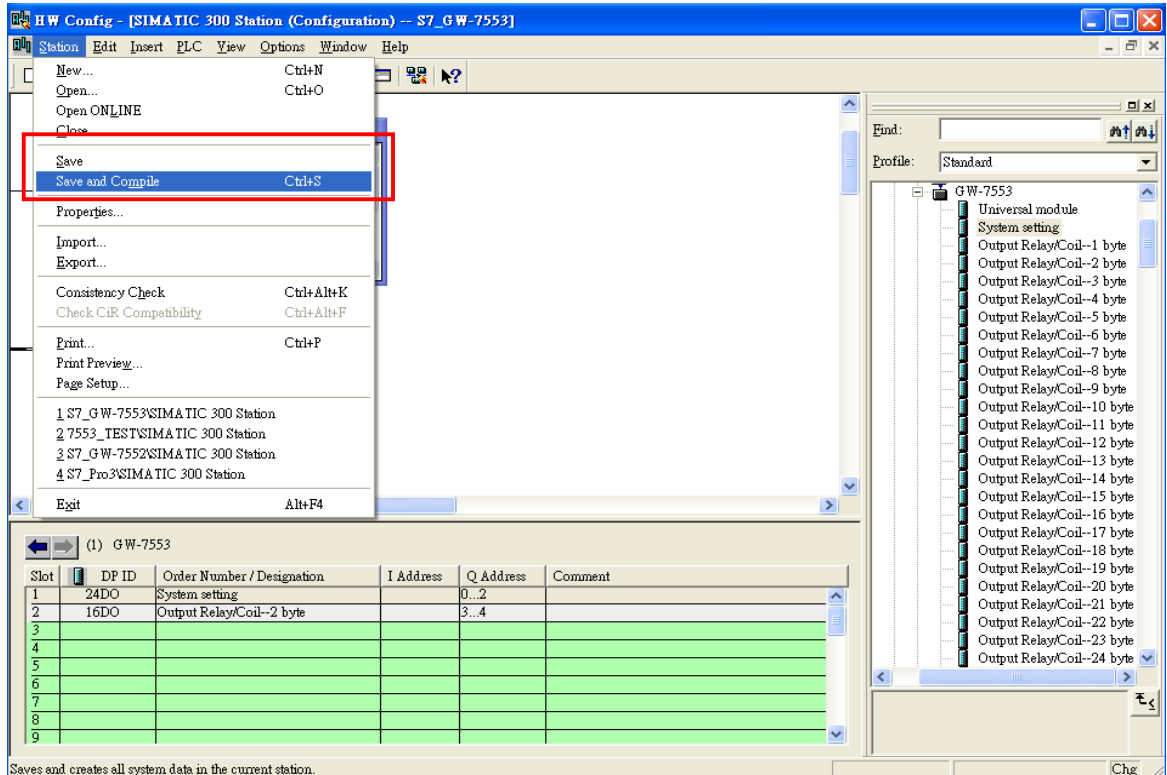 HW Config - [SIMATIC 300 Station (Configuration) -- S7_GW-7553]
Station Edit Insert PLC View Options Window Help
New... Ctrl+N
Open... Ctrl+O
Open ONLINE
Close
Save
Save and Compile Ctrl+S
Properties...
Import...
Export...
Consistency Check Ctrl+Alt+K
Check CiR Compatibility Ctrl+Alt+F
Print... Ctrl+P
Print Preview...
Page Setup...
1 S7_GW-7553\SIMATIC 300 Station
2 7553_TEST\SIMATIC 300 Station
3 S7_GW-7552\SIMATIC 300 Station
4 S7_Pro3\SIMATIC 300 Station
Exit Alt+F4
Find:
Profile: Standard
GW-7553
Universal module
System setting
Output Relay/Coil--1 byte
Output Relay/Coil--2 byte
Output Relay/Coil--3 byte
Output Relay/Coil--4 byte
Output Relay/Coil--5 byte
Output Relay/Coil--6 byte
Output Relay/Coil--7 byte
Output Relay/Coil--8 byte
Output Relay/Coil--9 byte
Output Relay/Coil--10 byte
Output Relay/Coil--11 byte
Output Relay/Coil--12 byte
Output Relay/Coil--13 byte
Output Relay/Coil--14 byte
Output Relay/Coil--15 byte
Output Relay/Coil--16 byte
Output Relay/Coil--17 byte
Output Relay/Coil--18 byte
Output Relay/Coil--19 byte
Output Relay/Coil--20 byte
Output Relay/Coil--21 byte
Output Relay/Coil--22 byte
Output Relay/Coil--23 byte
Output Relay/Coil--24 byte
(1) GW-7553
Slot DP ID Order Number / Designation I Address Q Address Comment
1 24DO System setting 0...2
2 16DO Output Relay/Coil--2 byte 3...4
3
4
5
6
7
8
9
Saves and creates all system data in the current station. Chg